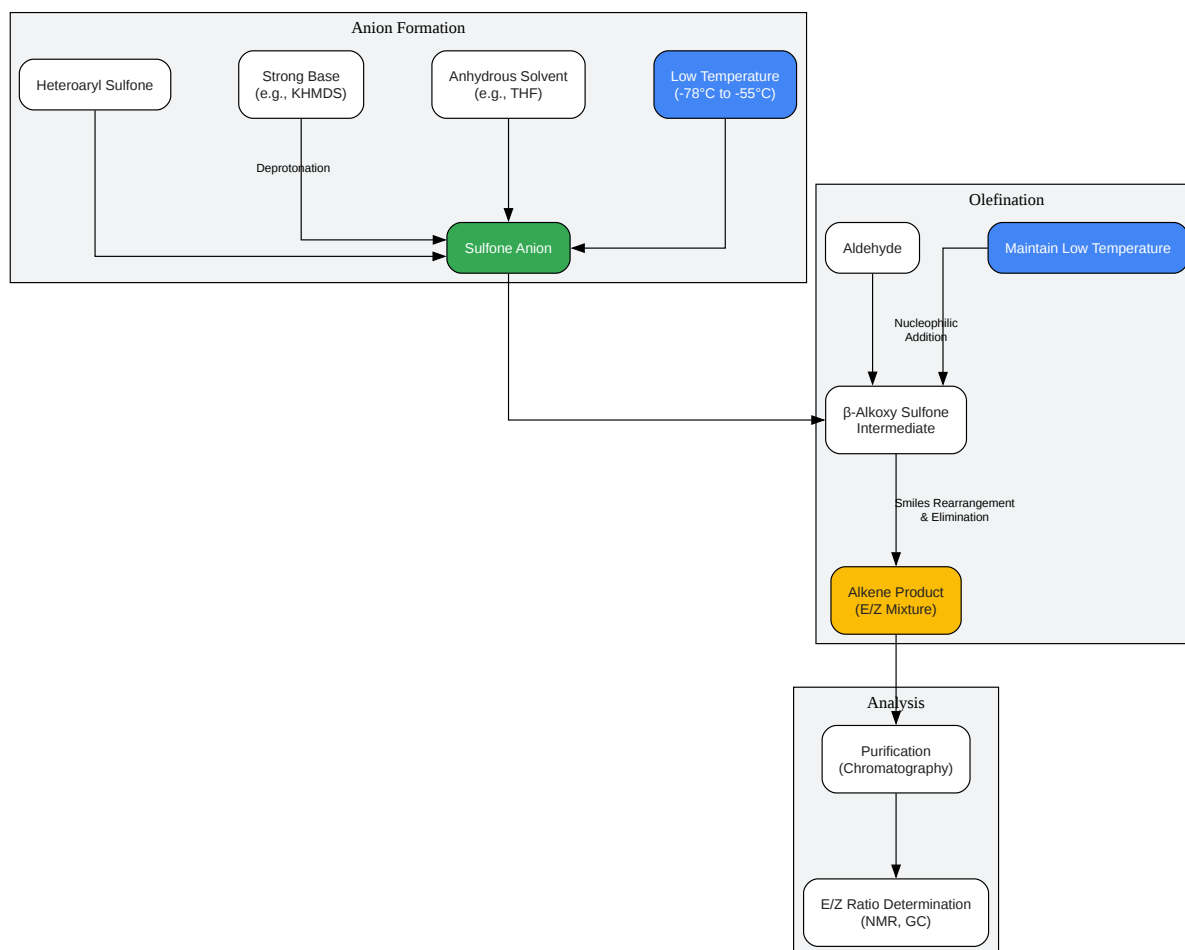 Anion Formation
Heteroaryl Sulfone
Strong Base
(e.g., KHMDS)
Anhydrous Solvent
(e.g., THF)
Low Temperature
(-78°C to -55°C)
Deprotonation
Sulfone Anion
Olefination
Aldehyde
Maintain Low Temperature
Nucleophilic
Addition
β-Alkoxy Sulfone
Intermediate
Smiles Rearrangement
& Elimination
Alkene Product
(E/Z Mixture)
Analysis
Purification
(Chromatography)
E/Z Ratio Determination
(NMR, GC)